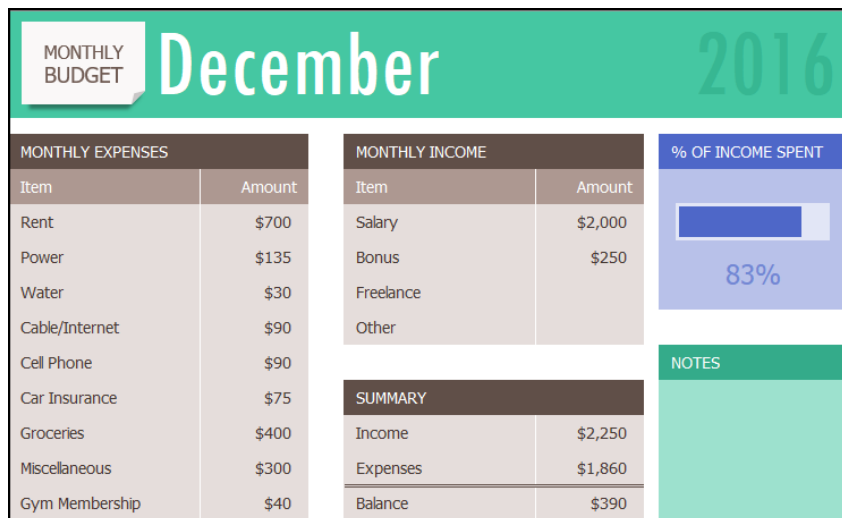 MONTHLY
BUDGET
December
2016
MONTHLY EXPENSES
Item Amount
Rent $700
Power $135
Water $30
Cable/Internet $90
Cell Phone $90
Car Insurance $75
Groceries $400
Miscellaneous $300
Gym Membership $40
MONTHLY INCOME
Item Amount
Salary $2,000
Bonus $250
Freelance
Other
SUMMARY
Income $2,250
Expenses $1,860
Balance $390
% OF INCOME SPENT
83%
NOTES